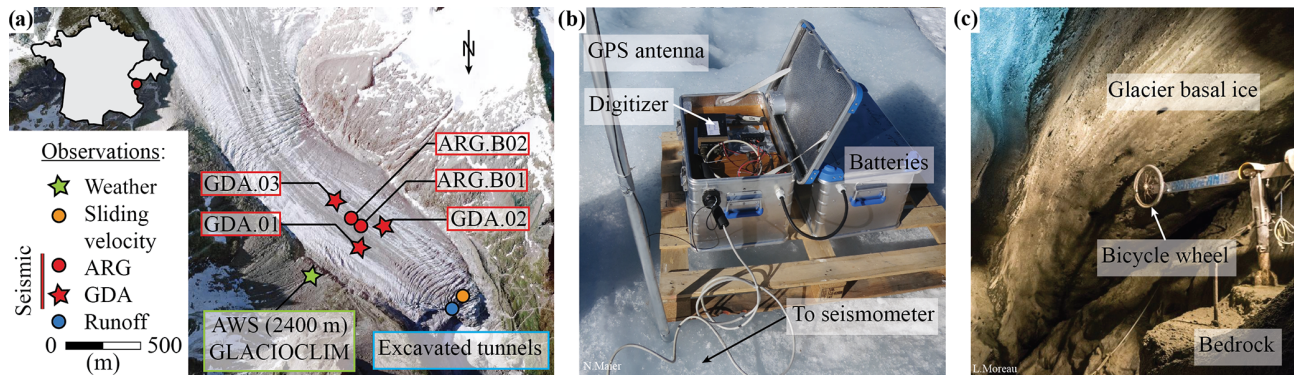 (a)
N
Observations:
Weather
Sliding
velocity
Seismic
ARG
GDA
Runoff
0 500
(m)
ARG.B02
GDA.03
ARG.B01
GDA.01
GDA.02
AWS (2400 m)
GLACIOCLIM
Excavated tunnels
(b)
GPS antenna
Digitizer
Batteries
To seismometer
N.Maier
(c)
Glacier basal ice
Bicycle wheel
Bedrock
L.Moreau